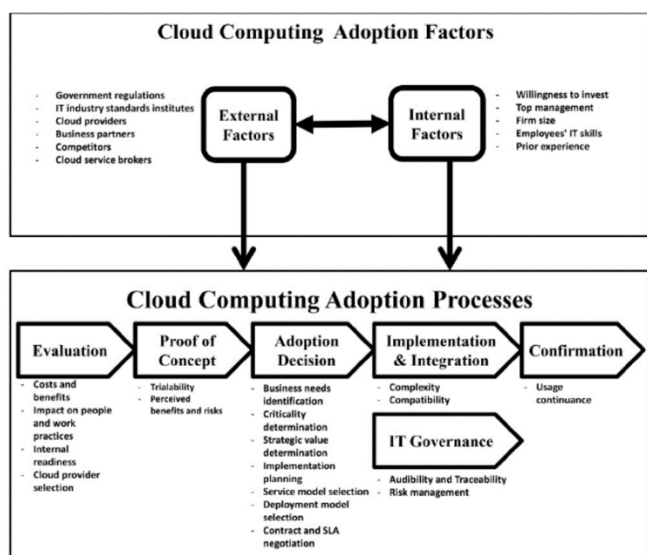 Cloud Computing Adoption Factors
- Government regulations
- IT industry standards institutes
- Cloud providers
- Business partners
- Competitors
- Cloud service brokers
External
Factors
Internal
Factors
- Willingness to invest
- Top management
- Firm size
- Employees' IT skills
- Prior experience
Cloud Computing Adoption Processes
Evaluation
- Costs and
benefits
- Impact on people
and work
practices
- Internal
readiness
- Cloud provider
selection
Proof of
Concept
- Trialability
- Perceived
benefits and risks
Adoption
Decision
- Business needs
identification
- Criticality
determination
- Strategic value
determination
- Implementation
planning
- Service model selection
- Deployment model
selection
- Contract and SLA
negotiation
Implementation
& Integration
- Complexity
- Compatibility
IT Governance
- Audibility and Traceability
- Risk management
Confirmation
- Usage
continuance